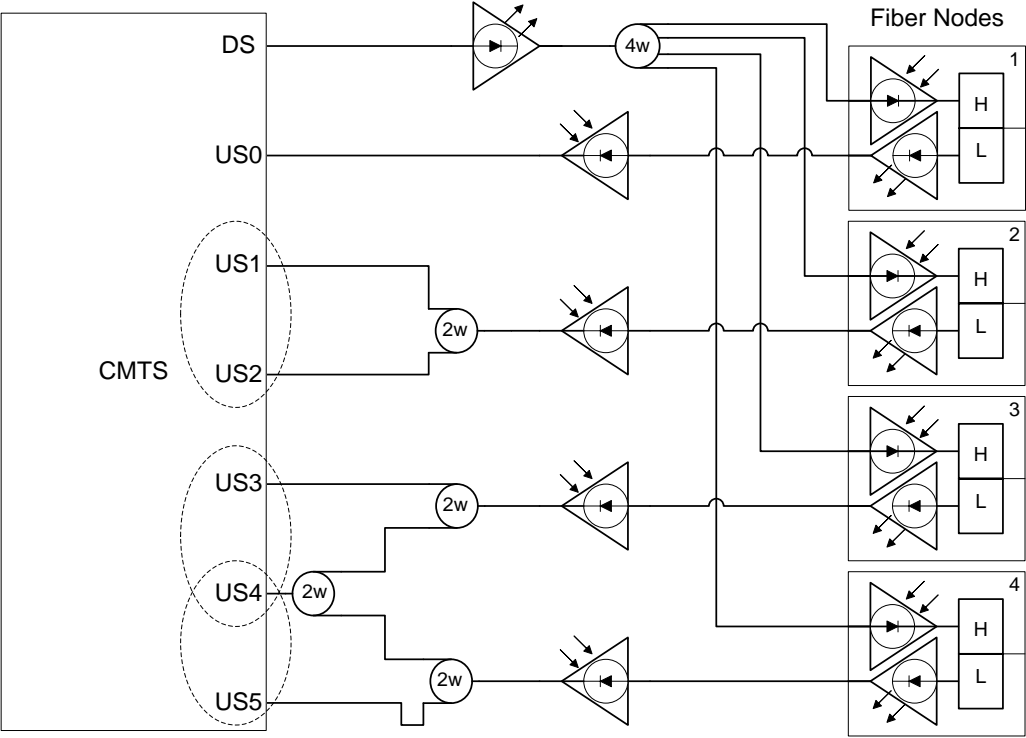 Fiber Nodes
DS
4w
1
H
L
US0
2
H
L
US1
2w
US2
CMTS
3
H
L
US3
2w
US4
2w
4
H
L
US5
2w